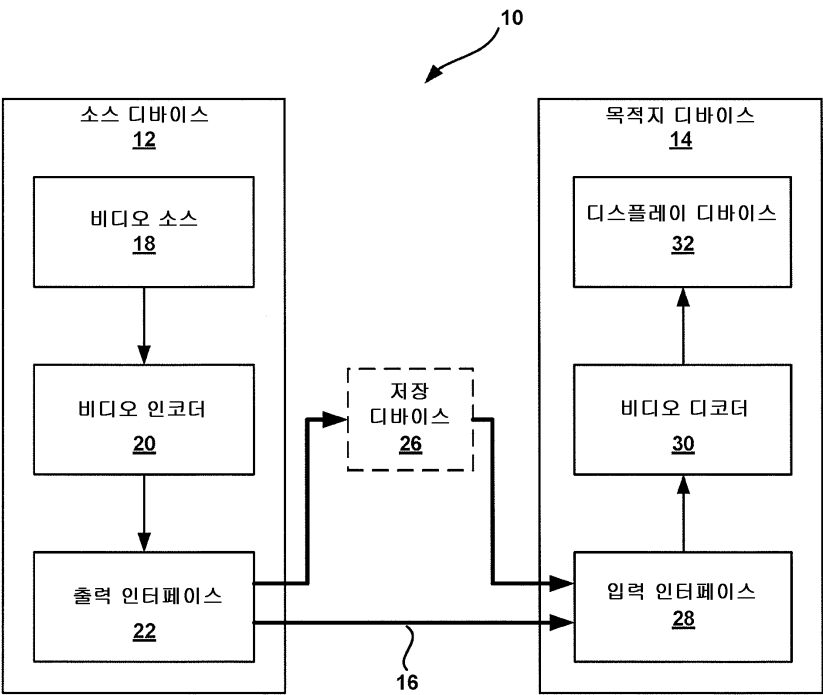 10
소스 디바이스
12
비디오 소스
18
비디오 인코더
20
출력 인터페이스
22
저장
디바이스
26
16
목적지 디바이스
14
디스플레이 디바이스
32
비디오 디코더
30
입력 인터페이스
28